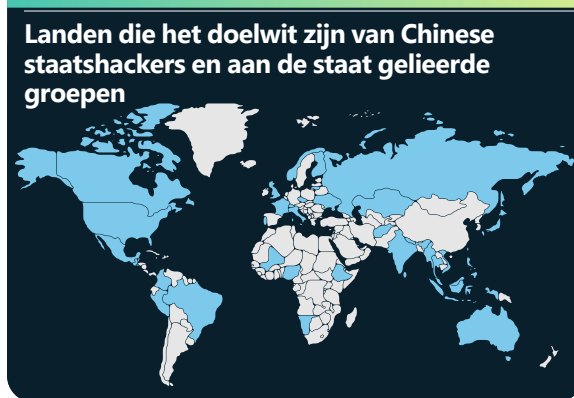 Landen die het doelwit zijn van Chinese
staatshackers en aan de staat gelieerde
groepen